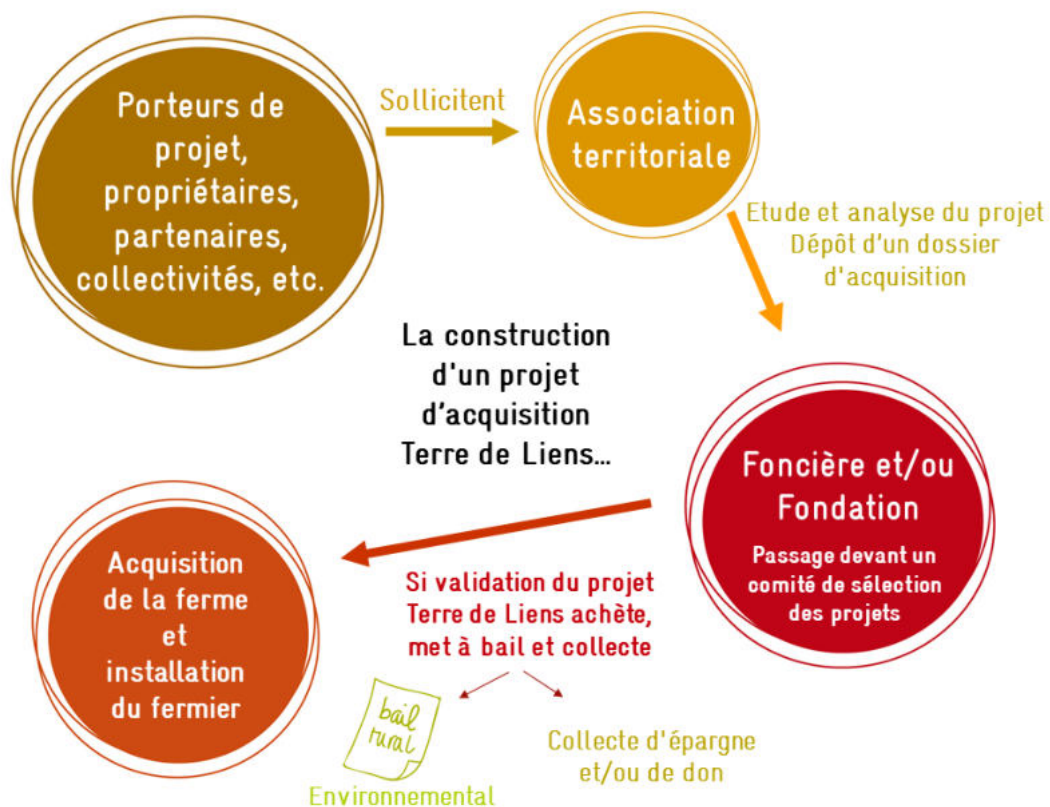 Porteurs de
projet,
propriétaires,
partenaires,
collectivités, etc.
Sollicitent
Association
territoriale
Etude et analyse du projet
Dépôt d'un dossier
d'acquisition
La construction
d'un projet
d'acquisition
Terre de Liens...
Foncière et/ou
Fondation
Passage devant un
comité de sélection
des projets
Si validation du projet
Terre de Liens achète,
met à bail et collecte
bail
rural
Environnemental
Collecte d'épargne
et/ou de don
Acquisition
de la ferme
et
installation
du fermier